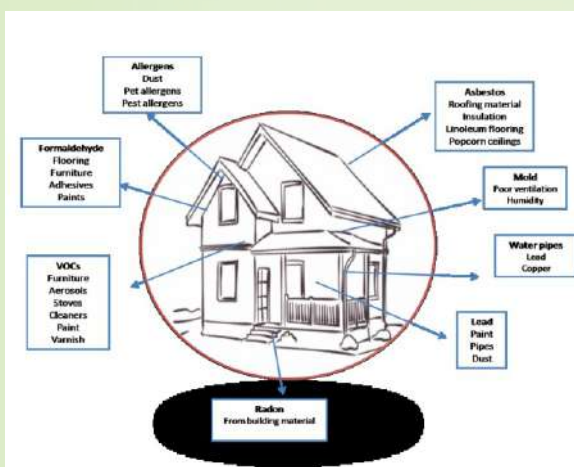 Allergens
Dust
Pet allergens
Pest allergens
Asbestos
Roofing material
Insulation
Linoleum flooring
Popcorn ceilings
Formaldehyde
Flooring
Furniture
Adhesives
Paints
Mold
Poor ventilation
Humidity
VOCs
Furniture
Aerosols
Stoves
Cleaners
Paint
Varnish
Water pipes
Lead
Copper
Lead
Paint
Pipes
Dust
Radon
From building material